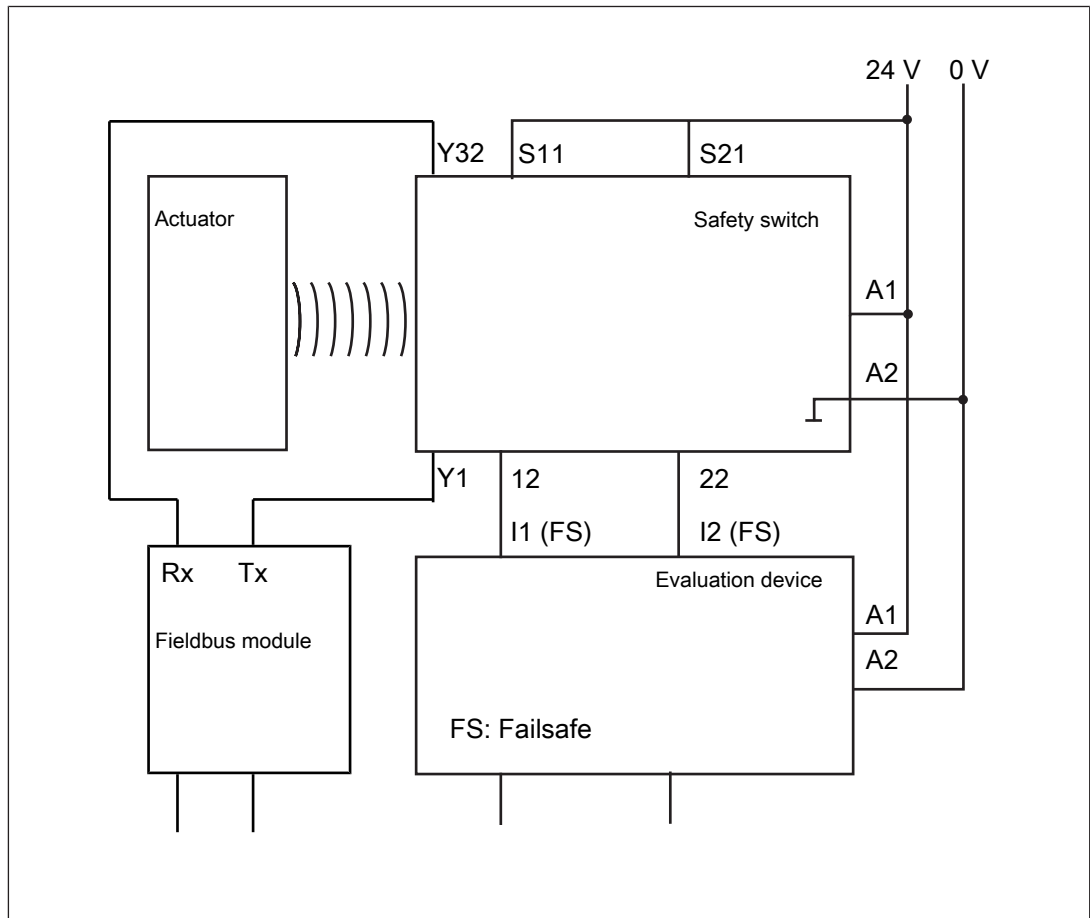 24 V 0 V
Y32 S11 S21
Actuator Safety switch
A1
A2
Y1 12 22
I1 (FS) I2 (FS)
Rx Tx Evaluation device
A1
Fieldbus module
A2
FS: Failsafe